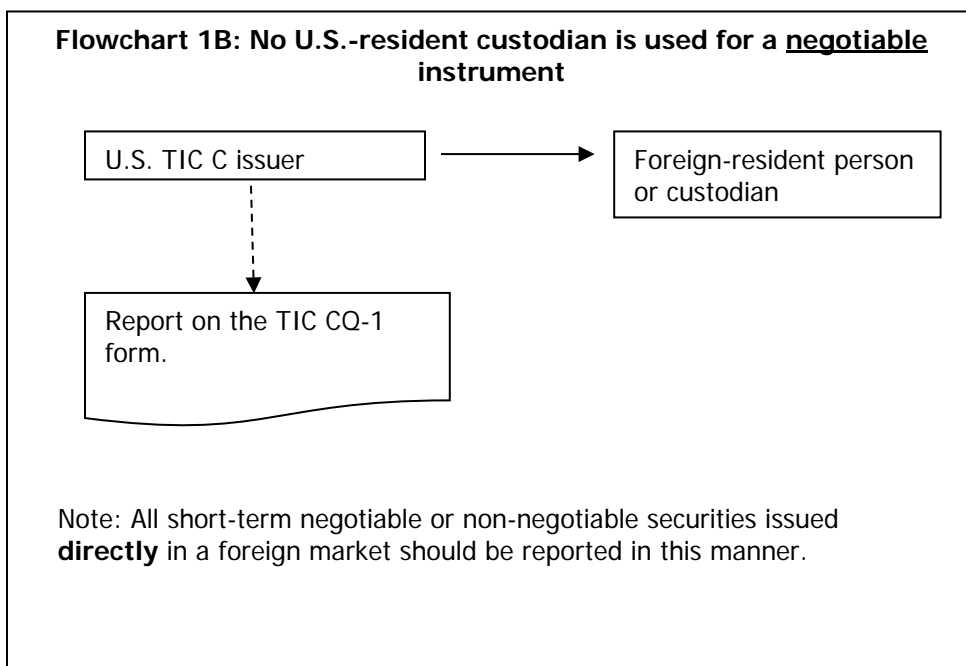 Flowchart 1B: No U.S.-resident custodian is used for a negotiable
instrument
U.S. TIC C issuer
Foreign-resident person
or custodian
Report on the TIC CQ-1
form.
Note: All short-term negotiable or non-negotiable securities issued
directly in a foreign market should be reported in this manner.